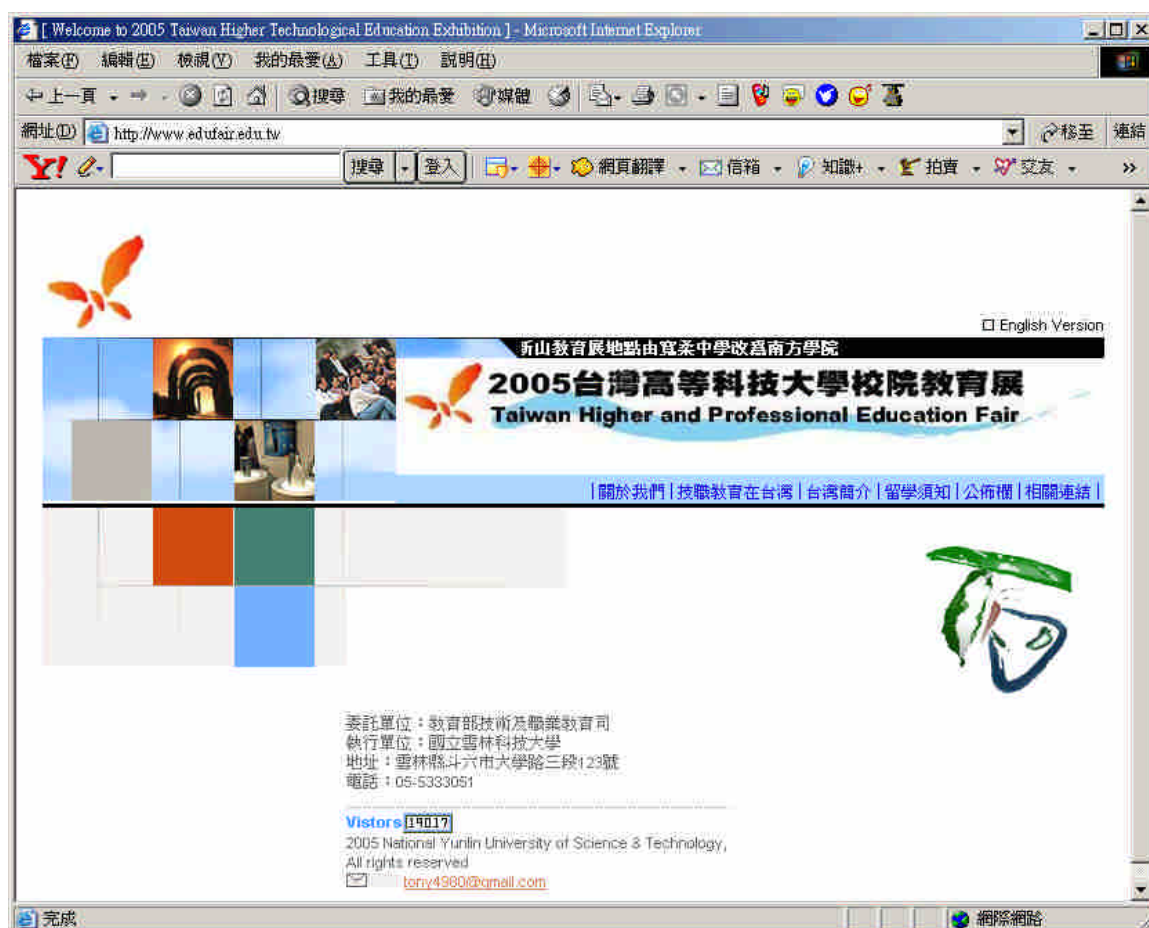 [ Welcome to 2005 Taiwan Higher Technological Education Exhibition ] - Microsoft Internet Explorer
檔案(F) 編輯(E) 檢視(V) 我的最愛(A) 工具(T) 說明(H)
上一頁 搜尋 我的最愛 媒體
網址(D) http://www.edufair.edu.tw 移至 連結
Y! 搜尋 登入 網頁翻譯 信箱 知識+ 拍賣 交友 »
English Version
新山教育展地點由寬柔中學改為南方學院
2005台灣高等科技大學校院教育展
Taiwan Higher and Professional Education Fair
|關於我們|技職教育在台灣|台灣簡介|留學須知|公佈欄|相關連結|
委託單位：教育部技術及職業教育司
執行單位：國立雲林科技大學
地址：雲林縣斗六市大學路三段123號
電話：05-5333051
Vistors 19017
2005 National Yunlin University of Science & Technology,
All rights reserved
tony4980@gmail.com
完成 網際網路